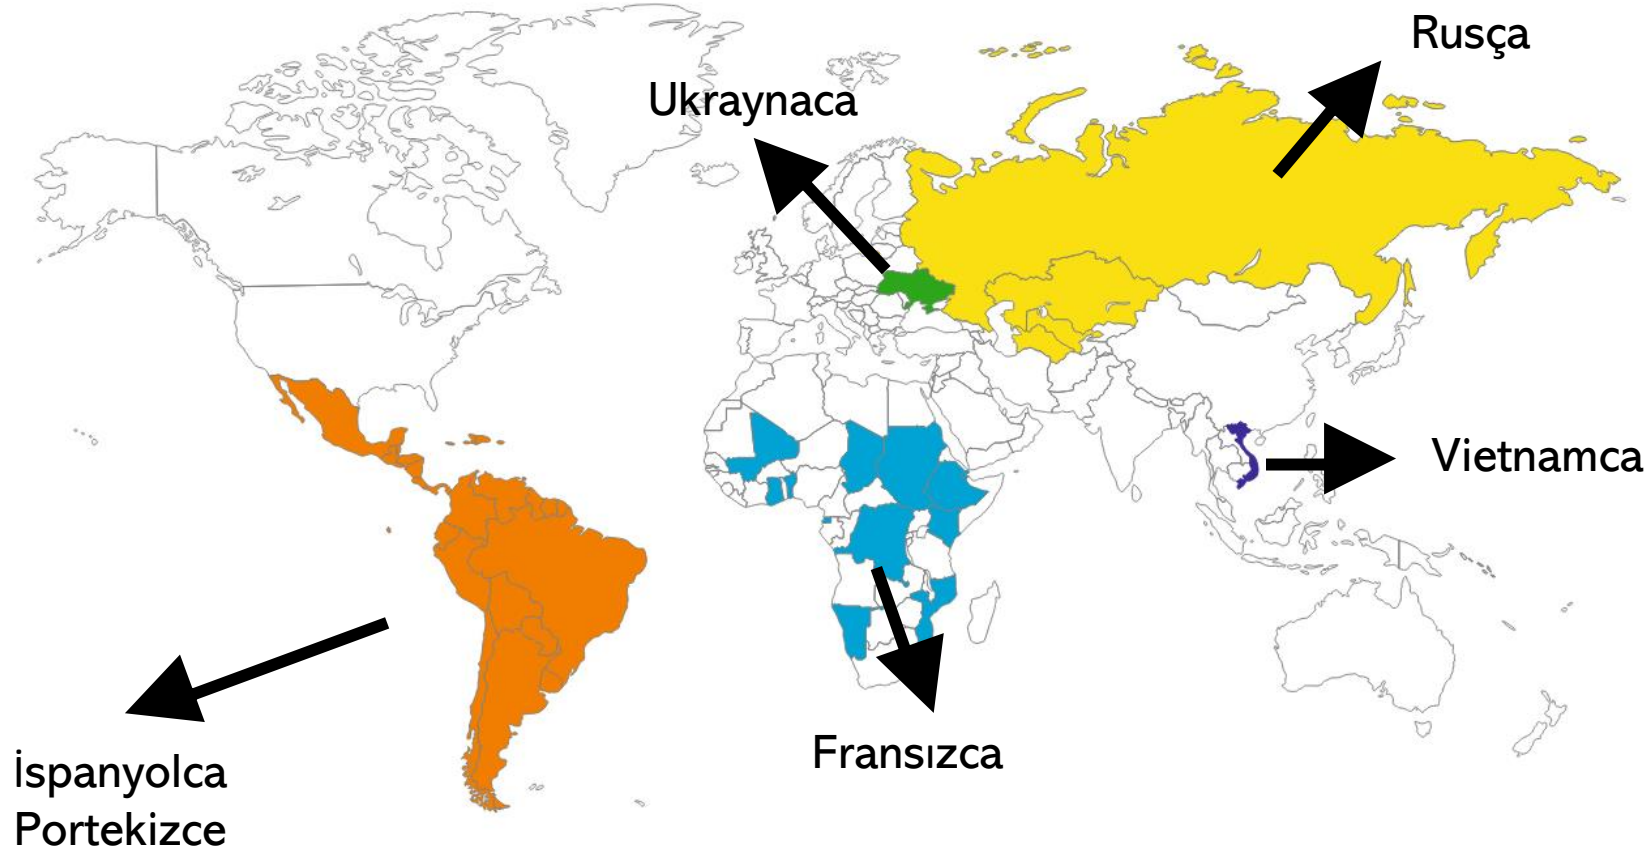 Rusça
Ukraynaca
Vietnamca
Fransızca
İspanyolca
Portekizce